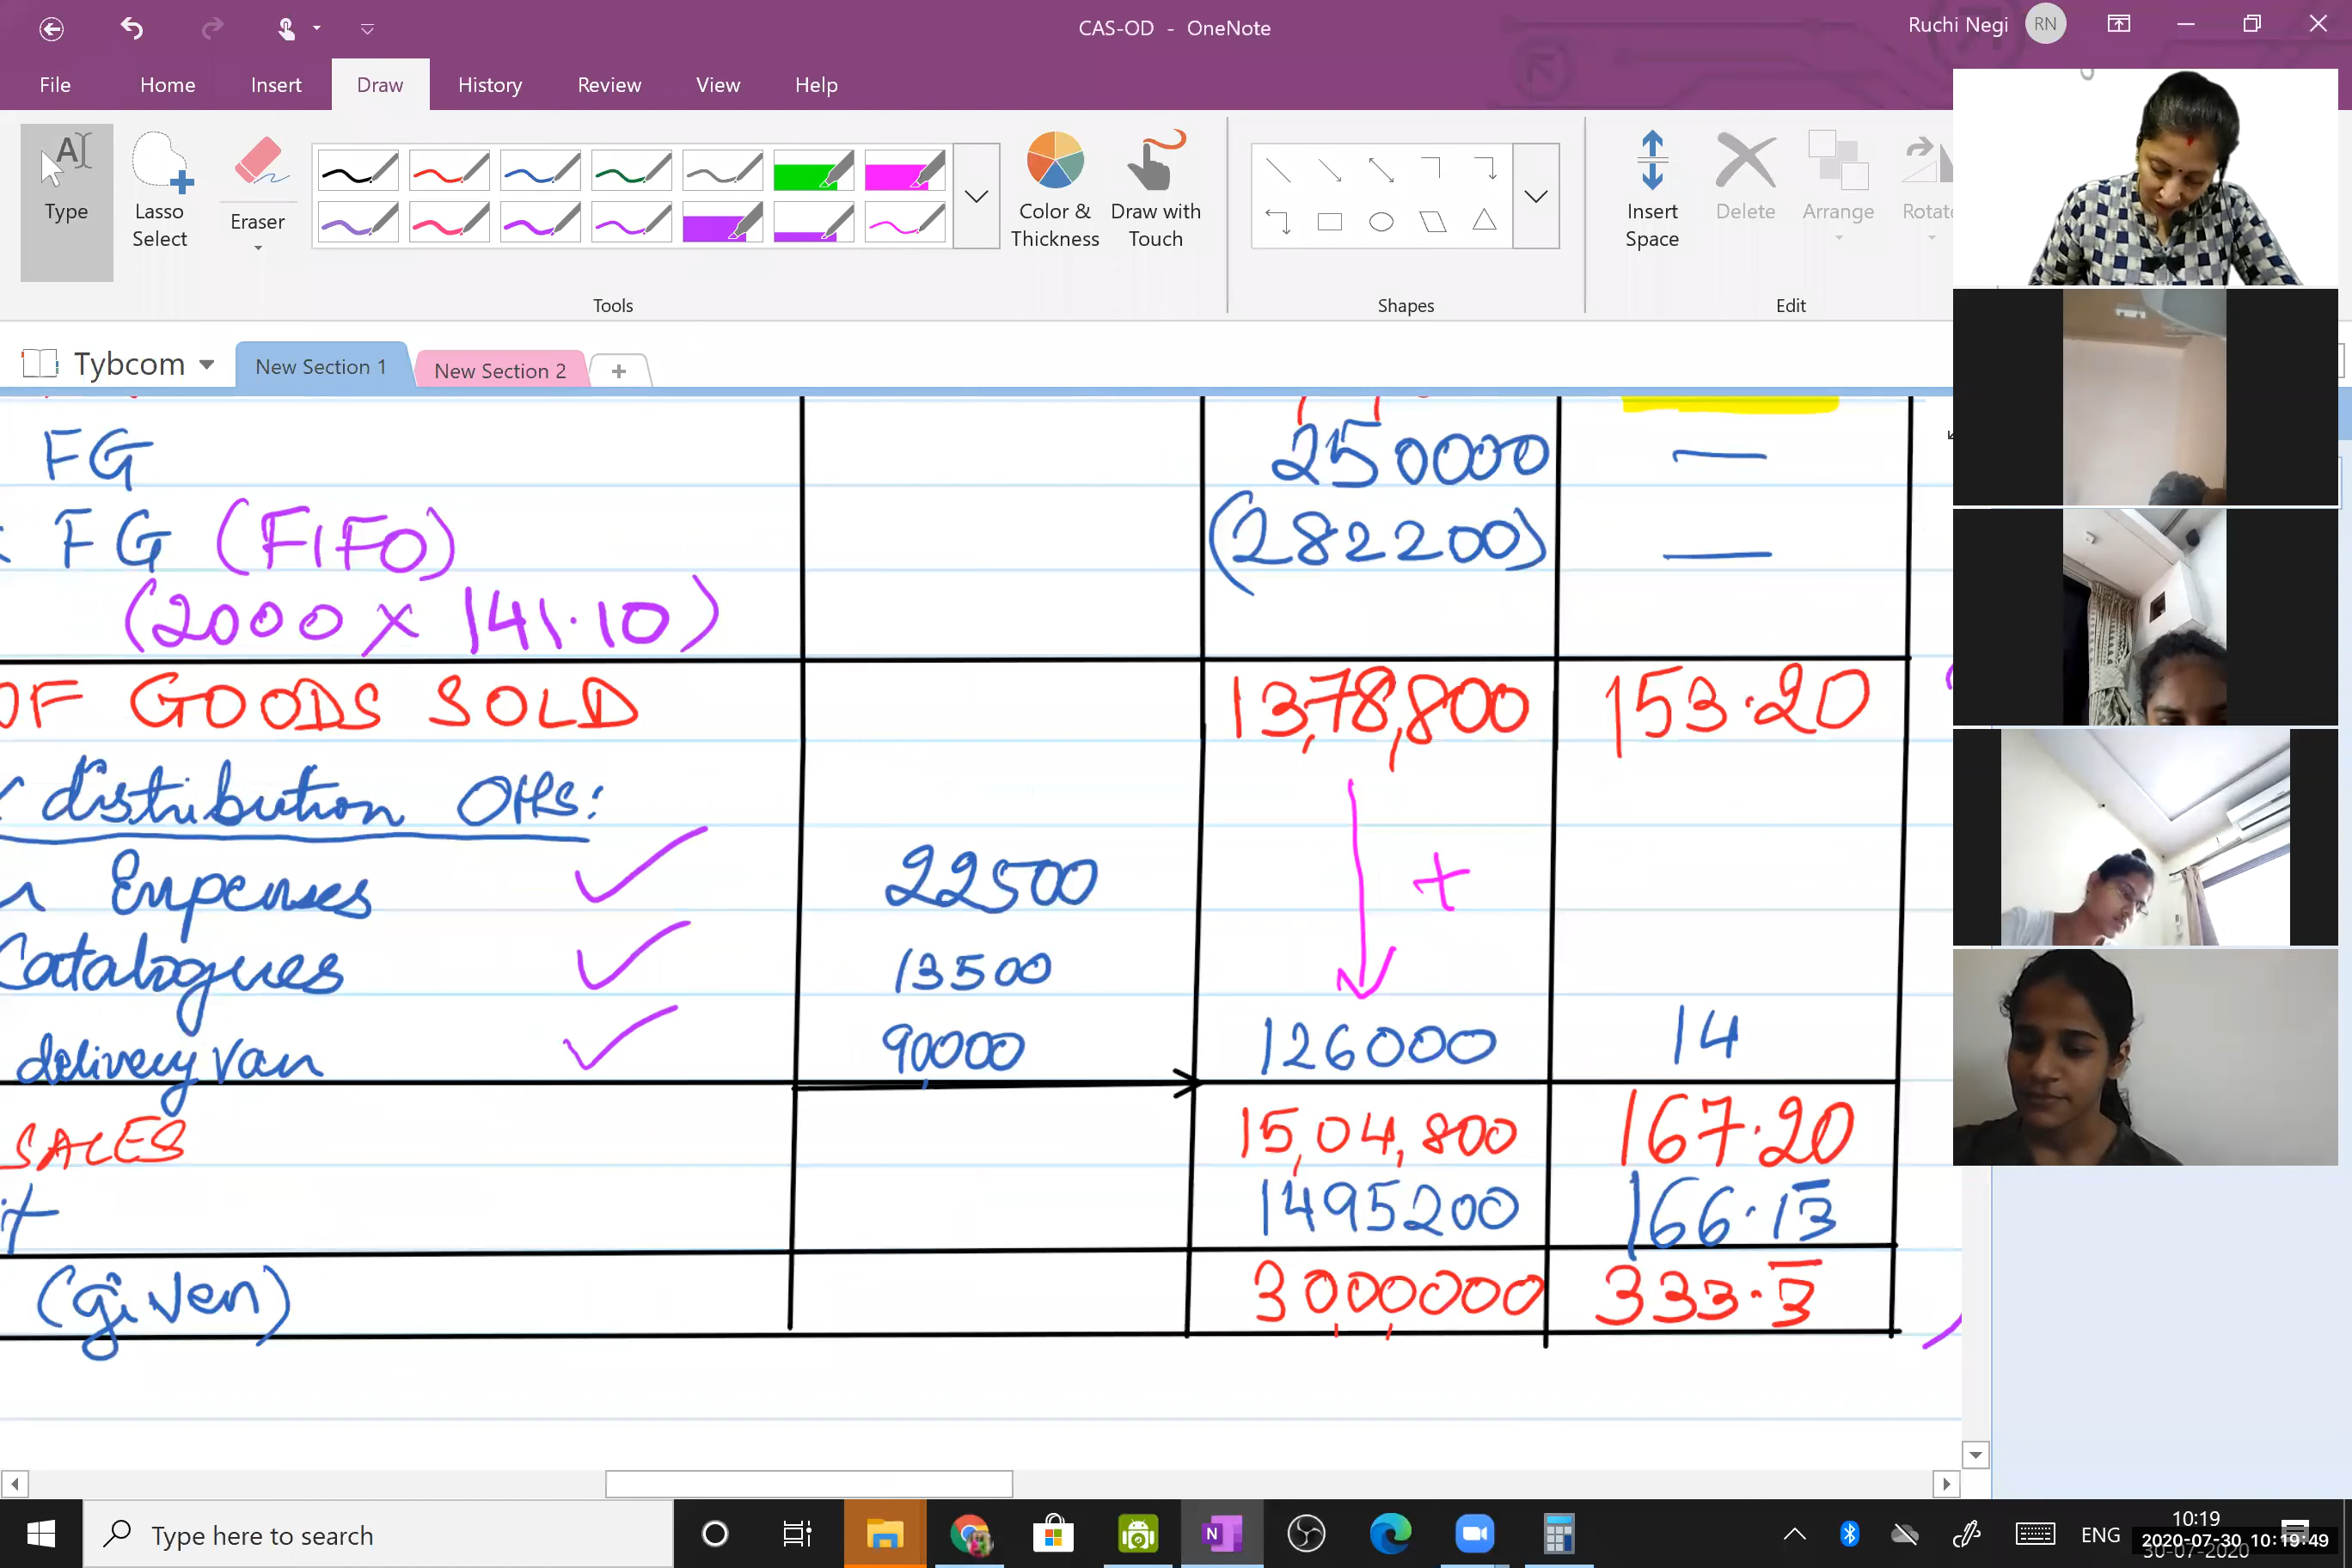 CAS-OD - OneNote
Ruchi Negi RN
File Home Insert Draw History Review View Help
Type
Lasso Select
Eraser
Color & Thickness
Draw with Touch
Insert Space
Delete
Arrange
Rotate
Tools
Shapes
Edit
Tybcom New Section 1 New Section 2 +
FG 250000 —
FG (FIFO) (282200) —
(2000 × 141.10)
OF GOODS SOLD 13,78,800 153.20
distribution OHs:
Expenses 22500 +
Catalogues 13500
delivery van 90000 126000 14
SALES 15,04,800 167.20
1495200 166.13̅
(given) 3000000 333.3̅
Type here to search
ENG
10:19
30-07-2020
2020-07-30 10:19:49